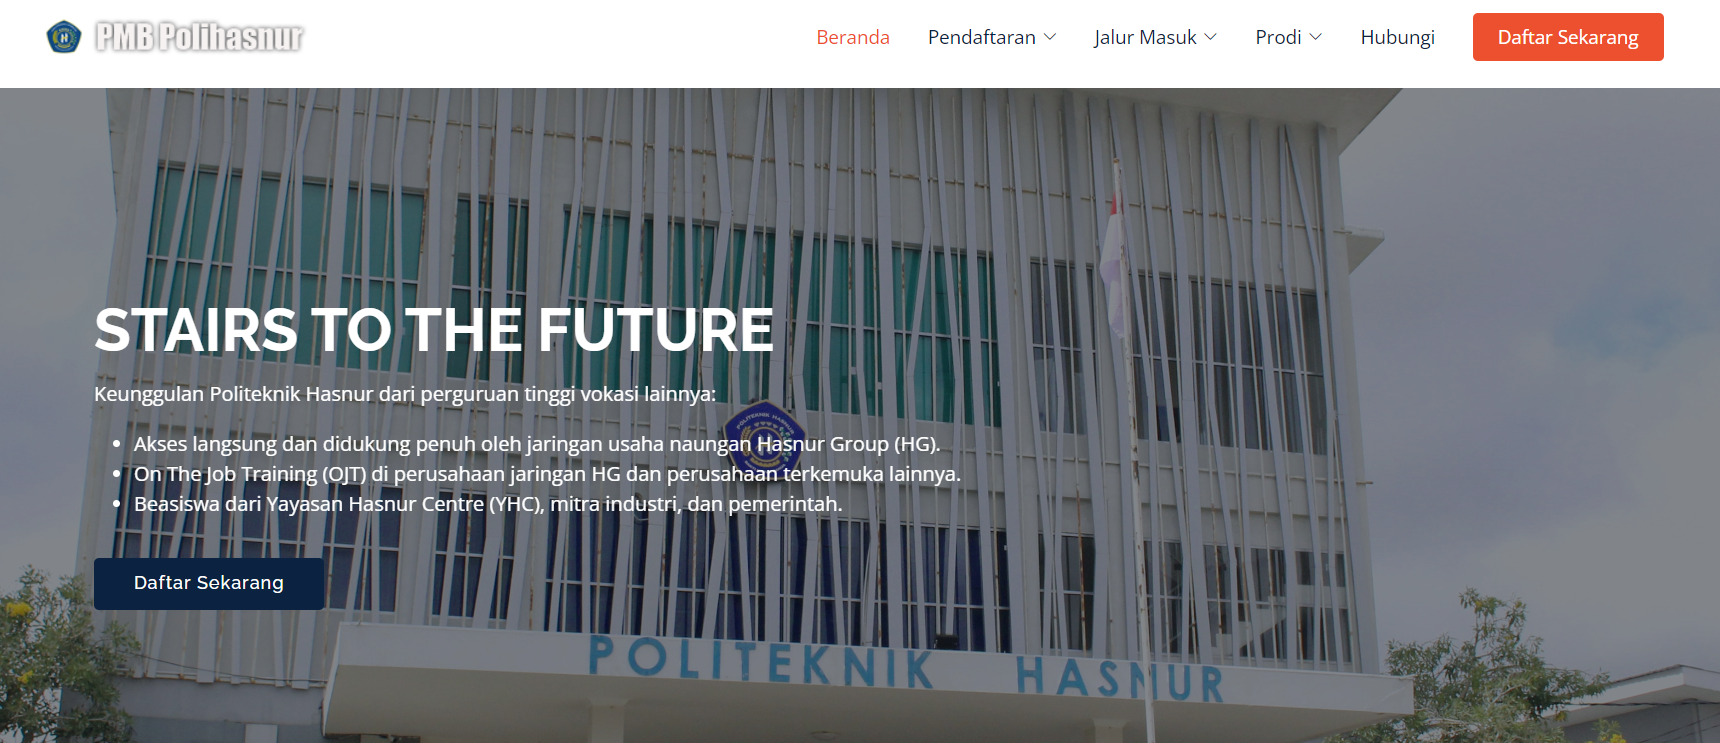 PMB Polihasnur
Beranda
Pendaftaran
Jalur Masuk
Prodi
Hubungi
Daftar Sekarang
STAIRS TO THE FUTURE
Keunggulan Politeknik Hasnur dari perguruan tinggi vokasi lainnya:
Akses langsung dan didukung penuh oleh jaringan usaha naungan Hasnur Group (HG).
On The Job Training (OJT) di perusahaan jaringan HG dan perusahaan terkemuka lainnya.
Beasiswa dari Yayasan Hasnur Centre (YHC), mitra industri, dan pemerintah.
Daftar Sekarang
POLITEKNIK HASNUR
POLITEKNIK HASNUR